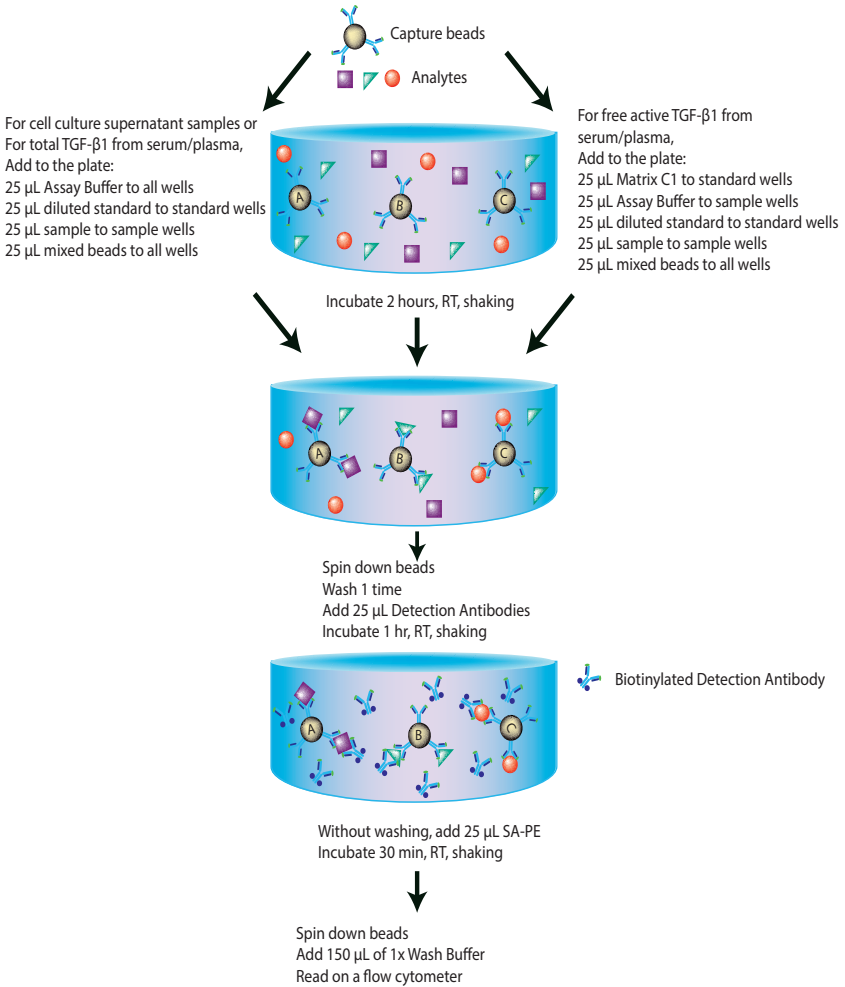 Capture beads
Analytes
For cell culture supernatant samples or
For total TGF-β1 from serum/plasma,
Add to the plate:
25 µL Assay Buffer to all wells
25 µL diluted standard to standard wells
25 µL sample to sample wells
25 µL mixed beads to all wells
For free active TGF-β1 from
serum/plasma,
Add to the plate:
25 µL Matrix C1 to standard wells
25 µL Assay Buffer to sample wells
25 µL diluted standard to standard wells
25 µL sample to sample wells
25 µL mixed beads to all wells
A
B
C
Incubate 2 hours, RT, shaking
A
B
C
Spin down beads
Wash 1 time
Add 25 µL Detection Antibodies
Incubate 1 hr, RT, shaking
Biotinylated Detection Antibody
A
B
C
Without washing, add 25 µL SA-PE
Incubate 30 min, RT, shaking
Spin down beads
Add 150 µL of 1x Wash Buffer
Read on a flow cytometer